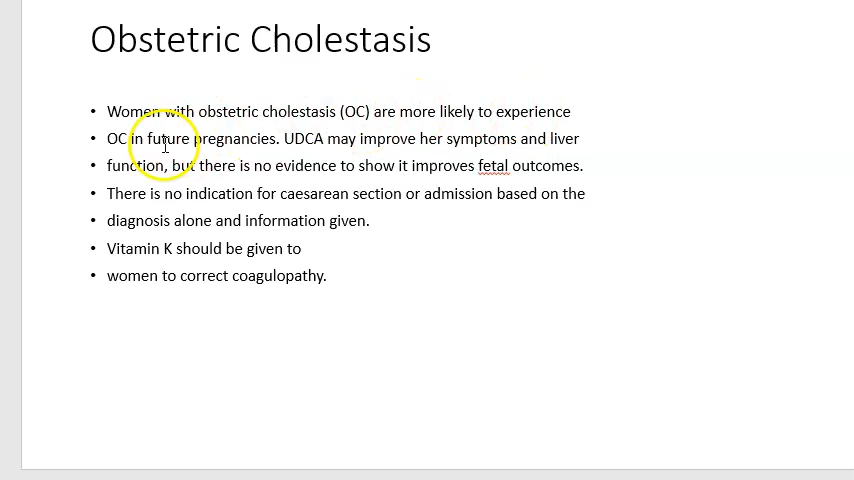 Obstetric Cholestasis
• Women with obstetric cholestasis (OC) are more likely to experience
• OC in future pregnancies. UDCA may improve her symptoms and liver
• function, but there is no evidence to show it improves fetal outcomes.
• There is no indication for caesarean section or admission based on the
• diagnosis alone and information given.
• Vitamin K should be given to
• women to correct coagulopathy.